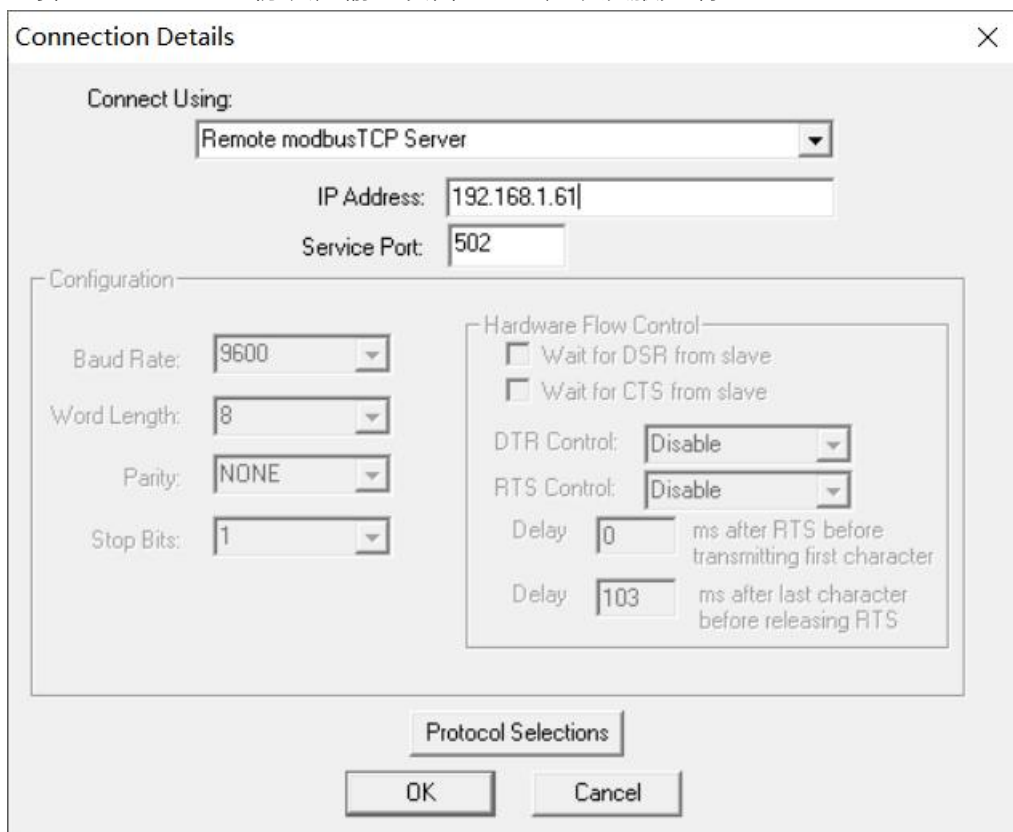 Connection Details
Connect Using:
Remote modbusTCP Server
IP Address: 192.168.1.61
Service Port: 502
Configuration
Baud Rate: 9600
Word Length: 8
Parity: NONE
Stop Bits: 1
Hardware Flow Control
Wait for DSR from slave
Wait for CTS from slave
DTR Control: Disable
RTS Control: Disable
Delay 0 ms after RTS before
transmitting first character
Delay 103 ms after last character
before releasing RTS
Protocol Selections
OK Cancel